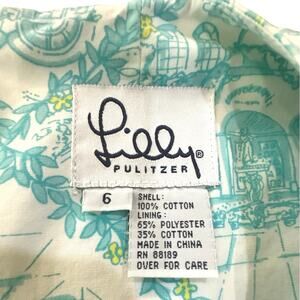 Lilly®
PULITZER
6
SHELL:
100% COTTON
LINING:
65% POLYESTER
35% COTTON
MADE IN CHINA
RN 88189
OVER FOR CARE